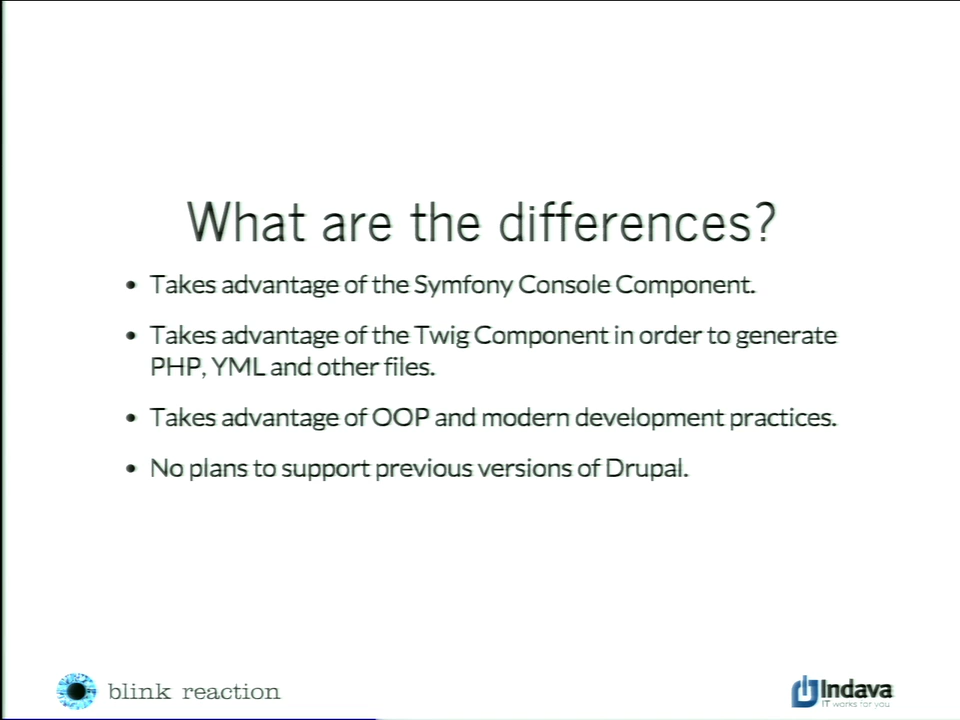 What are the differences?
• Takes advantage of the Symfony Console Component.
• Takes advantage of the Twig Component in order to generate
PHP, YML and other files.
• Takes advantage of OOP and modern development practices.
• No plans to support previous versions of Drupal.
blink reaction
Indava
IT works for you